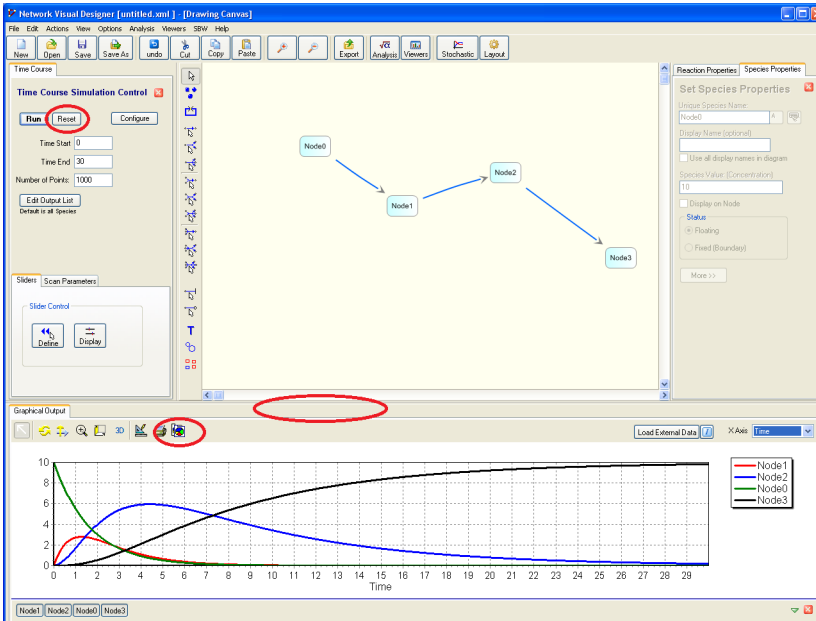 Network Visual Designer [untitled.xml ] - [Drawing Canvas]
File Edit Actions View Options Analysis Viewers SBW Help
New Open Save Save As undo Cut Copy Paste Export Analysis Viewers Stochastic Layout
Time Course
Time Course Simulation Control
Run Reset Configure
Time Start 0
Time End 30
Number of Points: 1000
Edit Output List
Default is all Species
Sliders Scan Parameters
Slider Control
Define Display
T
Node0
Node1
Node2
Node3
Reaction Properties Species Properties
Set Species Properties
Unique Species Name:
Node0
Display Name (optional)
Use all display names in diagram
Species Value: (Concentration)
10
Display on Node
Status
Floating
Fixed (Boundary)
More >>
Graphical Output
3D
Load External Data i X Axis Time
10
8
6
4
2
0
0 1 2 3 4 5 6 7 8 9 10 11 12 13 14 15 16 17 18 19 20 21 22 23 24 25 26 27 28 29
Time
Node1
Node2
Node0
Node3
Node1 Node2 Node0 Node3